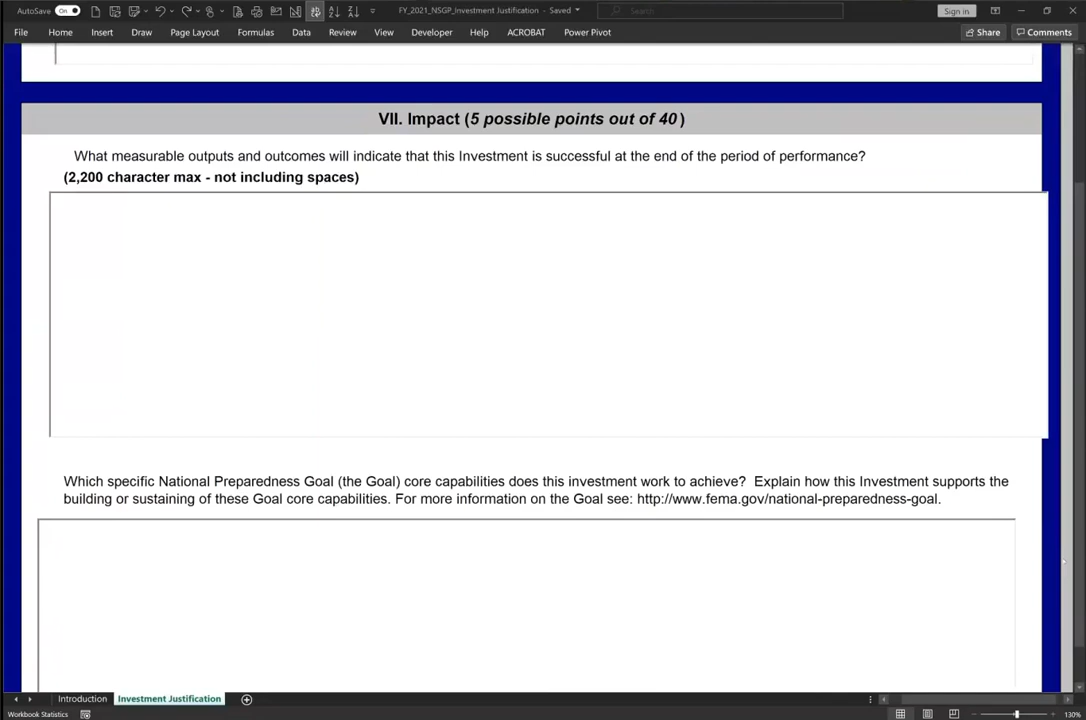 AutoSave On FY_2021_NSGP_Investment Justification - Saved Search Sign in
File Home Insert Draw Page Layout Formulas Data Review View Developer Help ACROBAT Power Pivot Share Comments
VII. Impact (5 possible points out of 40 )
What measurable outputs and outcomes will indicate that this Investment is successful at the end of the period of performance?
(2,200 character max - not including spaces)
Which specific National Preparedness Goal (the Goal) core capabilities does this investment work to achieve? Explain how this Investment supports the
building or sustaining of these Goal core capabilities. For more information on the Goal see: http://www.fema.gov/national-preparedness-goal.
Introduction Investment Justification
Workbook Statistics 130%